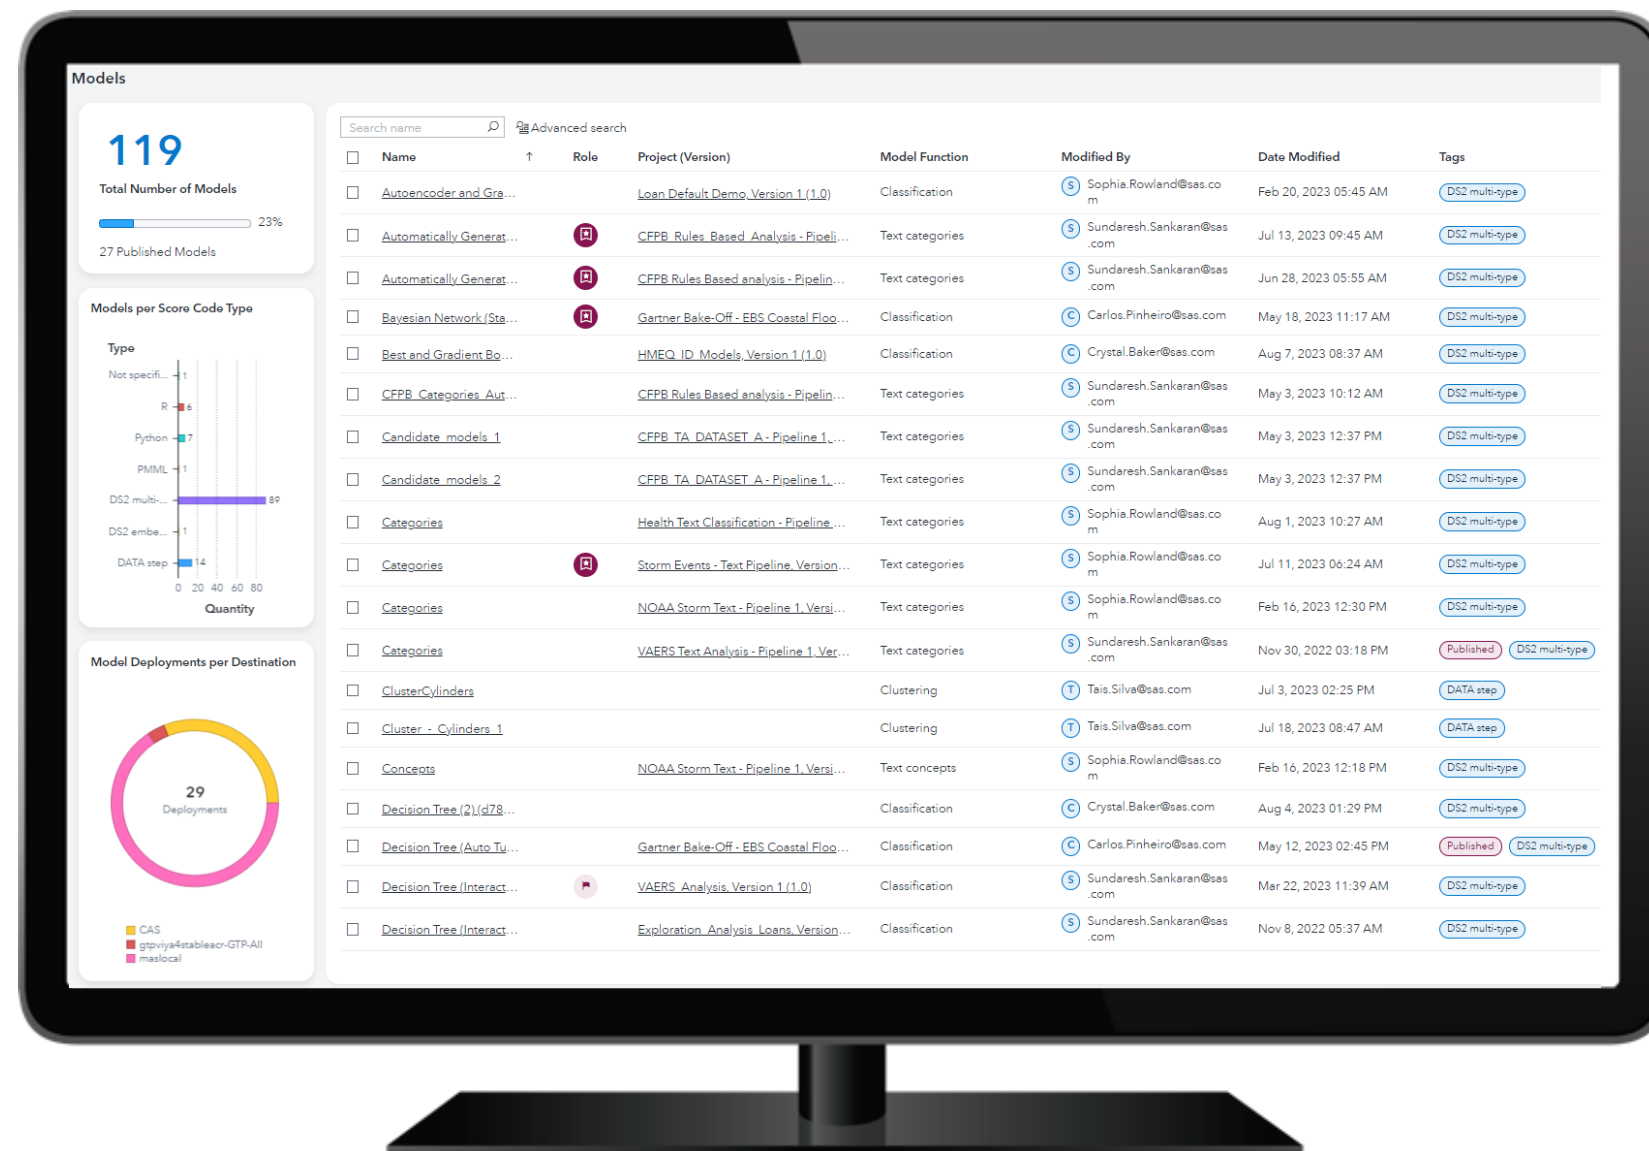 Models
119
Total Number of Models
23%
27 Published Models
Models per Score Code Type
Type
Not specifi... 1
R 6
Python 7
PMML 1
DS2 multi-... 89
DS2 embe... 1
DATA step 14
0 20 40 60 80
Quantity
Model Deployments per Destination
29
Deployments
CAS
gtpviya4stableacr-GTP-All
maslocal
Search name Advanced search
Name ↑ Role Project (Version) Model Function Modified By Date Modified Tags
Autoencoder and Gra... Loan Default Demo, Version 1 (1.0) Classification S Sophia.Rowland@sas.co Feb 20, 2023 05:45 AM DS2 multi-type
m
Automatically Generat... CFPB_Rules_Based_Analysis - Pipeli... Text categories S Sundaresh.Sankaran@sas Jul 13, 2023 09:45 AM DS2 multi-type
.com
Automatically Generat... CFPB Rules Based analysis - Pipelin... Text categories S Sundaresh.Sankaran@sas Jun 28, 2023 05:55 AM DS2 multi-type
.com
Bayesian Network (Sta... Gartner Bake-Off - EBS Coastal Floo... Classification C Carlos.Pinheiro@sas.com May 18, 2023 11:17 AM DS2 multi-type
Best and Gradient Bo... HMEQ_ID_Models, Version 1 (1.0) Classification C Crystal.Baker@sas.com Aug 7, 2023 08:37 AM DS2 multi-type
CFPB_Categories_Aut... CFPB Rules Based analysis - Pipelin... Text categories S Sundaresh.Sankaran@sas May 3, 2023 10:12 AM DS2 multi-type
.com
Candidate_models_1 CFPB_TA_DATASET_A - Pipeline 1, ... Text categories S Sundaresh.Sankaran@sas May 3, 2023 12:37 PM DS2 multi-type
.com
Candidate_models_2 CFPB_TA_DATASET_A - Pipeline 1, ... Text categories S Sundaresh.Sankaran@sas May 3, 2023 12:37 PM DS2 multi-type
.com
Categories Health Text Classification - Pipeline ... Text categories S Sophia.Rowland@sas.co Aug 1, 2023 10:27 AM DS2 multi-type
m
Categories Storm Events - Text Pipeline, Version... Text categories S Sophia.Rowland@sas.co Jul 11, 2023 06:24 AM DS2 multi-type
m
Categories NOAA Storm Text - Pipeline 1, Versi... Text categories S Sophia.Rowland@sas.co Feb 16, 2023 12:30 PM DS2 multi-type
m
Categories VAERS Text Analysis - Pipeline 1, Ver... Text categories S Sundaresh.Sankaran@sas Nov 30, 2022 03:18 PM Published DS2 multi-type
.com
ClusterCylinders Clustering T Tais.Silva@sas.com Jul 3, 2023 02:25 PM DATA step
Cluster_-_Cylinders_1 Clustering T Tais.Silva@sas.com Jul 18, 2023 08:47 AM DATA step
Concepts NOAA Storm Text - Pipeline 1, Versi... Text concepts S Sophia.Rowland@sas.co Feb 16, 2023 12:18 PM DS2 multi-type
m
Decision Tree (2) (d78... Classification C Crystal.Baker@sas.com Aug 4, 2023 01:29 PM DS2 multi-type
Decision Tree (Auto Tu... Gartner Bake-Off - EBS Coastal Floo... Classification C Carlos.Pinheiro@sas.com May 12, 2023 02:45 PM Published DS2 multi-type
Decision Tree (Interact... VAERS_Analysis, Version 1 (1.0) Classification S Sundaresh.Sankaran@sas Mar 22, 2023 11:39 AM DS2 multi-type
.com
Decision Tree (Interact... Exploration_Analysis_Loans, Version... Classification S Sundaresh.Sankaran@sas Nov 8, 2022 05:37 AM DS2 multi-type
.com